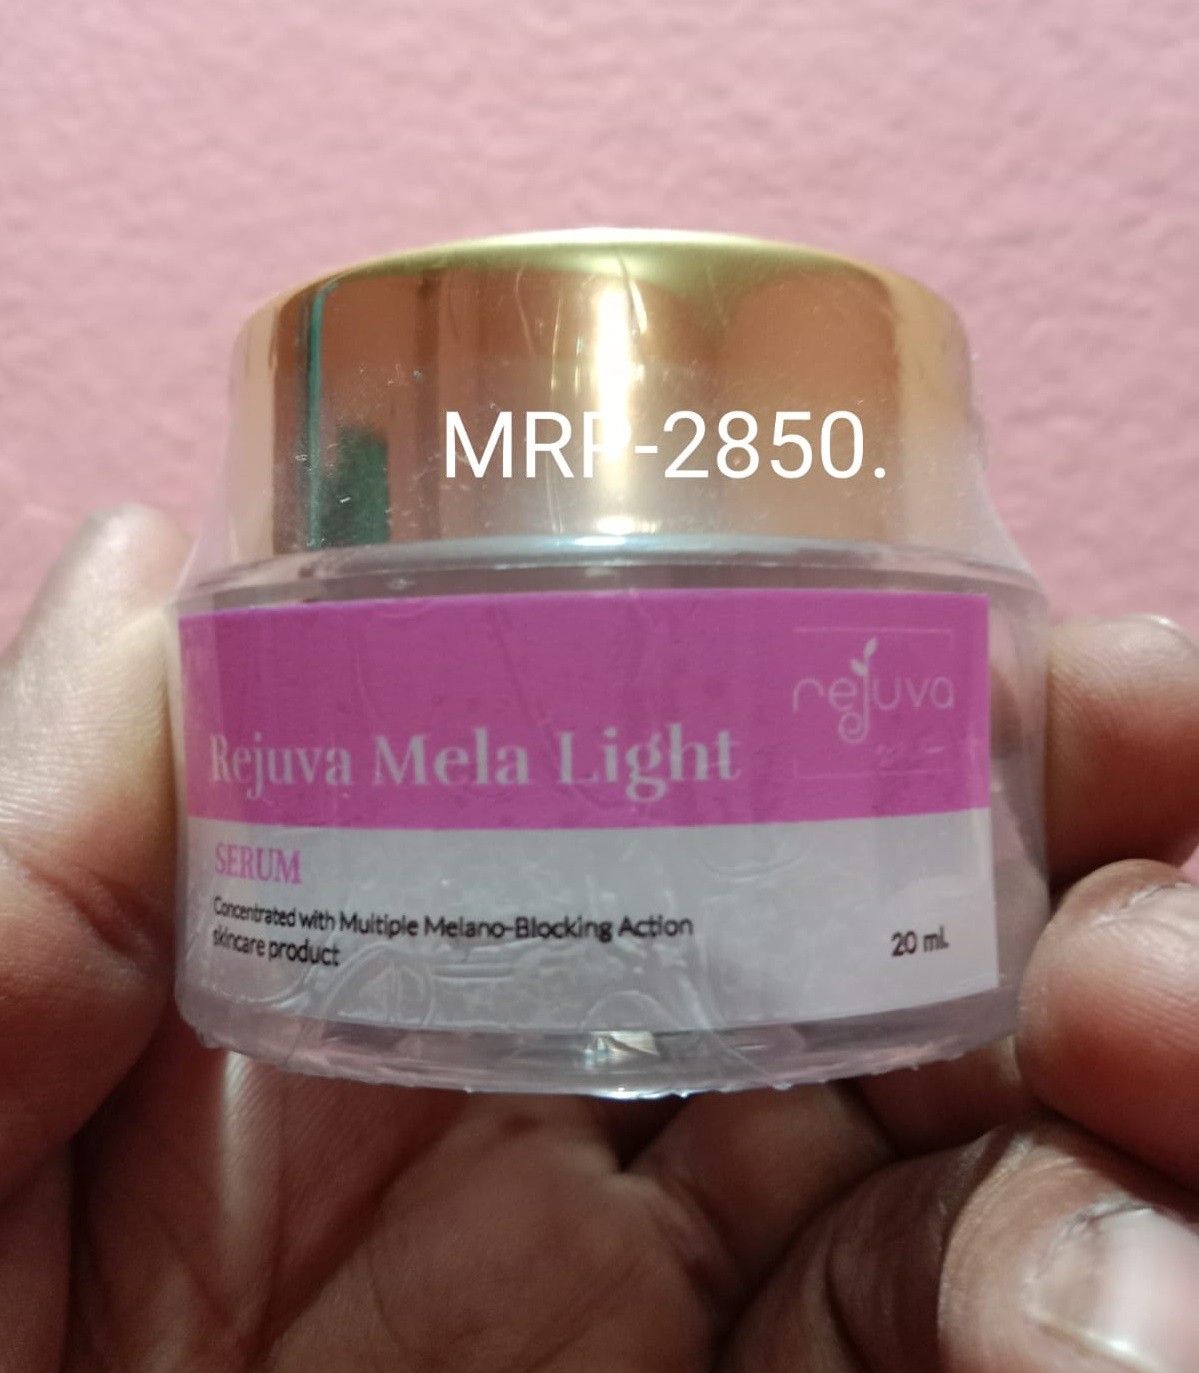 MRP-2850.
rejuva
Rejuva Mela Light
SERUM
Concentrated with Multiple Melano-Blocking Action
skincare product
20 ml.